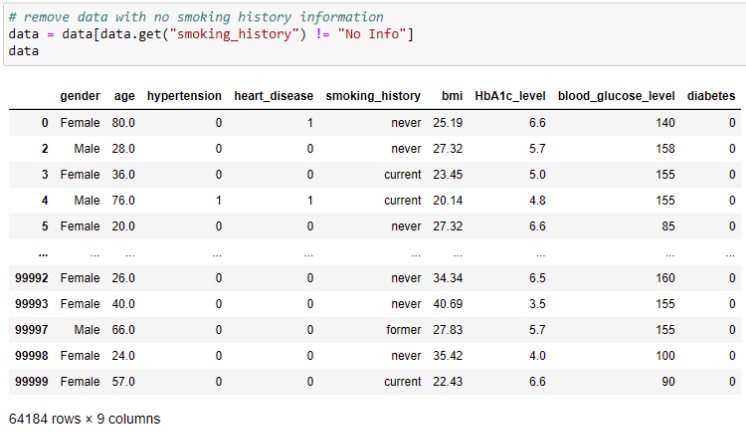 # remove data with no smoking history information
data = data[data.get("smoking_history") != "No Info"]
data
gender age hypertension heart_disease smoking_history bmi HbA1c_level blood_glucose_level diabetes
0 Female 80.0 0 1 never 25.19 6.6 140 0
2 Male 28.0 0 0 never 27.32 5.7 158 0
3 Female 36.0 0 0 current 23.45 5.0 155 0
4 Male 76.0 1 1 current 20.14 4.8 155 0
5 Female 20.0 0 0 never 27.32 6.6 85 0
... ... ... ... ... ... ... ... ... ...
99992 Female 26.0 0 0 never 34.34 6.5 160 0
99993 Female 40.0 0 0 never 40.69 3.5 155 0
99997 Male 66.0 0 0 former 27.83 5.7 155 0
99998 Female 24.0 0 0 never 35.42 4.0 100 0
99999 Female 57.0 0 0 current 22.43 6.6 90 0
64184 rows × 9 columns